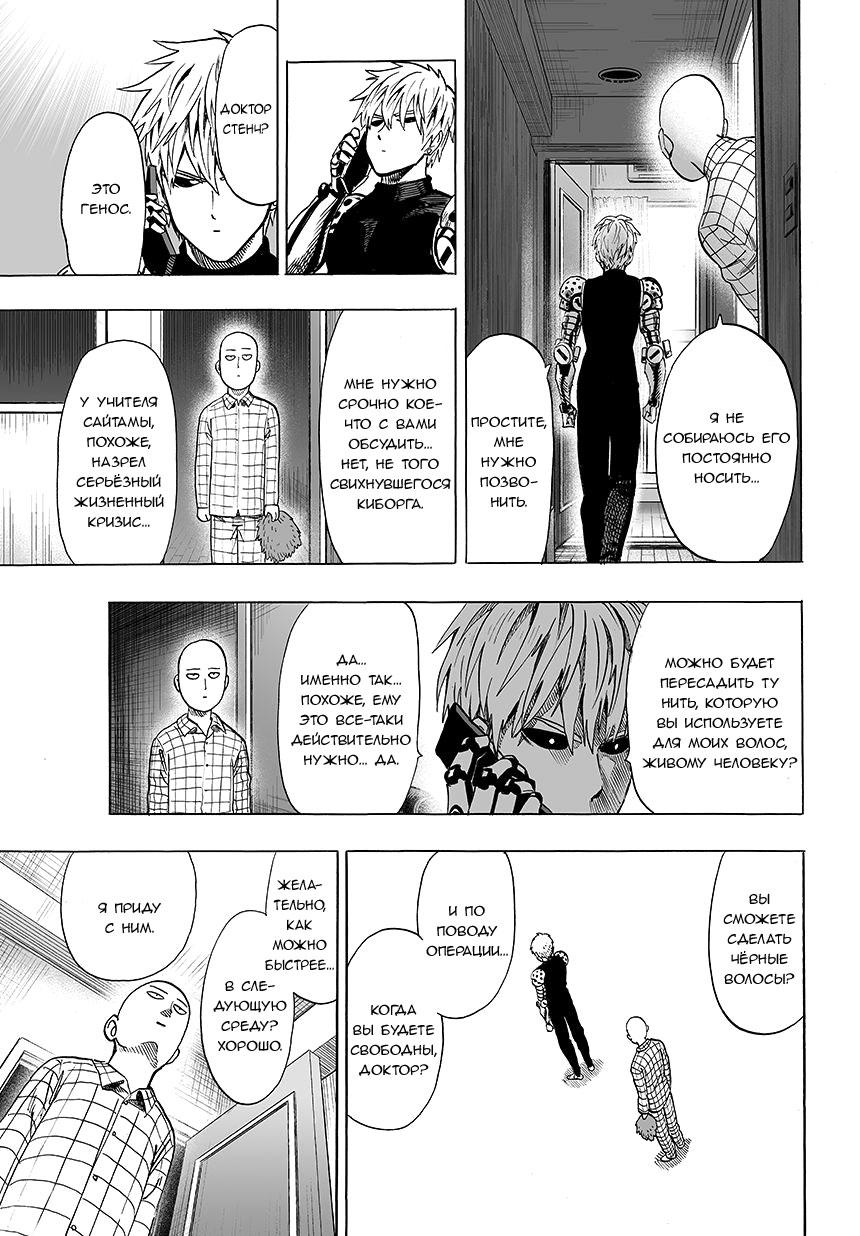 Я НЕ
СОБИРАЮСЬ ЕГО
ПОСТОЯННО
НОСИТЬ...
ПРОСТИТЕ,
МНЕ
НУЖНО
ПОЗВО-
НИТЬ.
ДОКТОР
СТЕНЧ?
ЭТО
ГЕНОС.
МНЕ НУЖНО
СРОЧНО КОЕ-
ЧТО С ВАМИ
ОБСУДИТЬ...
НЕТ, НЕ ТОГО
СВИХНУВШЕГОСЯ
КИБОРГА.
У УЧИТЕЛЯ
САЙТАМЫ,
ПОХОЖЕ,
НАЗРЕЛ
СЕРЬЁЗНЫЙ
ЖИЗНЕННЫЙ
КРИЗИС...
МОЖНО БУДЕТ
ПЕРЕСАДИТЬ ТУ
НИТЬ, КОТОРУЮ
ВЫ ИСПОЛЬЗУЕТЕ
ДЛЯ МОИХ ВОЛОС,
ЖИВОМУ ЧЕЛОВЕКУ?
ДА...
ИМЕННО ТАК...
ПОХОЖЕ, ЕМУ
ЭТО ВСЕ-ТАКИ
ДЕЙСТВИТЕЛЬНО
НУЖНО... ДА.
ВЫ
СМОЖЕТЕ
СДЕЛАТЬ
ЧЁРНЫЕ
ВОЛОСЫ?
И ПО
ПОВОДУ
ОПЕРАЦИИ...
КОГДА
ВЫ БУДЕТЕ
СВОБОДНЫ,
ДОКТОР?
ЖЕЛА-
ТЕЛЬНО,
КАК
МОЖНО
БЫСТРЕЕ...
В СЛЕ-
ДУЮЩУЮ
СРЕДУ?
ХОРОШО.
Я ПРИДУ
С НИМ.